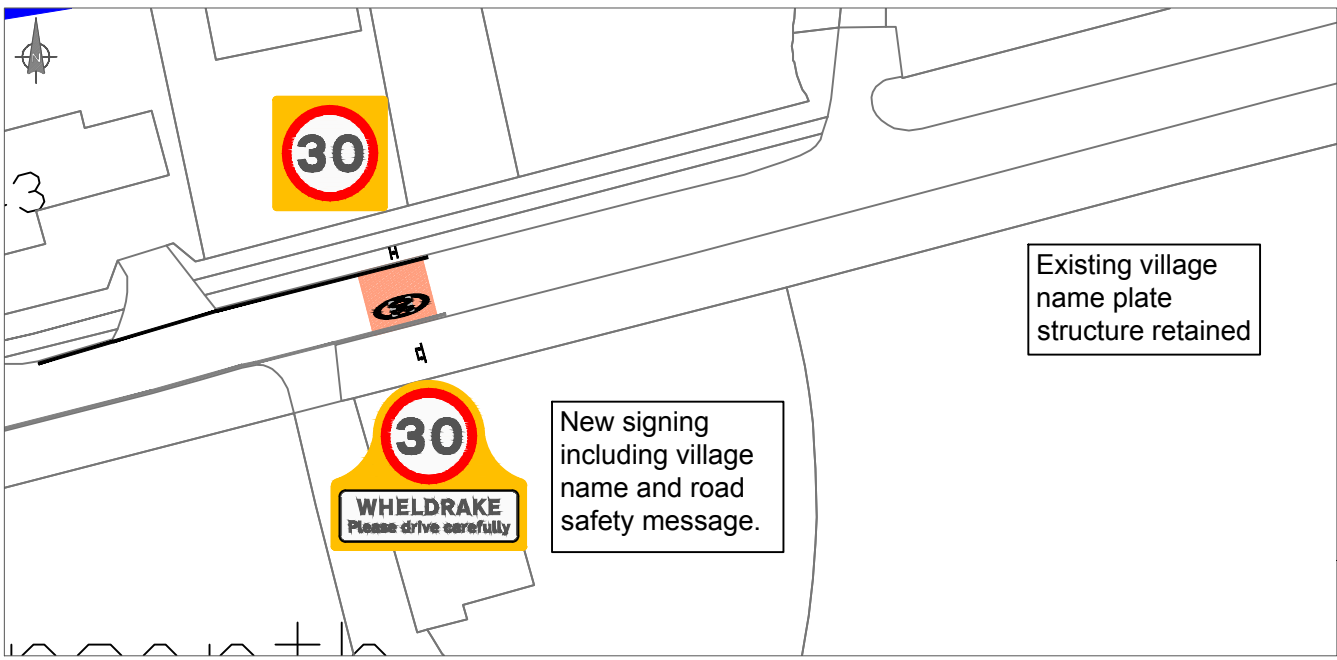 N
30
3
Existing village
name plate
structure retained
30
WHELDRAKE
Please drive carefully
New signing
including village
name and road
safety message.